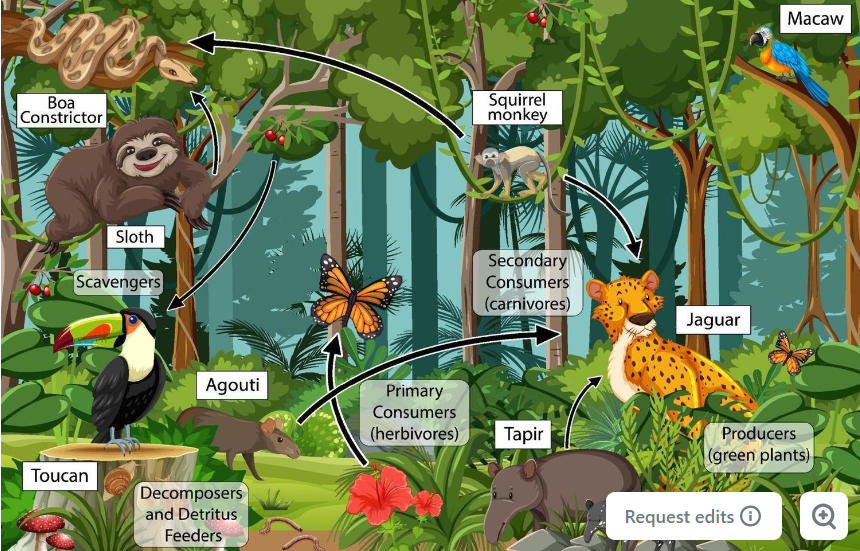 Macaw
Boa
Constrictor
Squirrel
monkey
Sloth
Scavengers
Secondary
Consumers
(carnivores)
Jaguar
Agouti
Primary
Consumers
(herbivores)
Tapir
Producers
(green plants)
Toucan
Decomposers
and Detritus
Feeders
Request edits